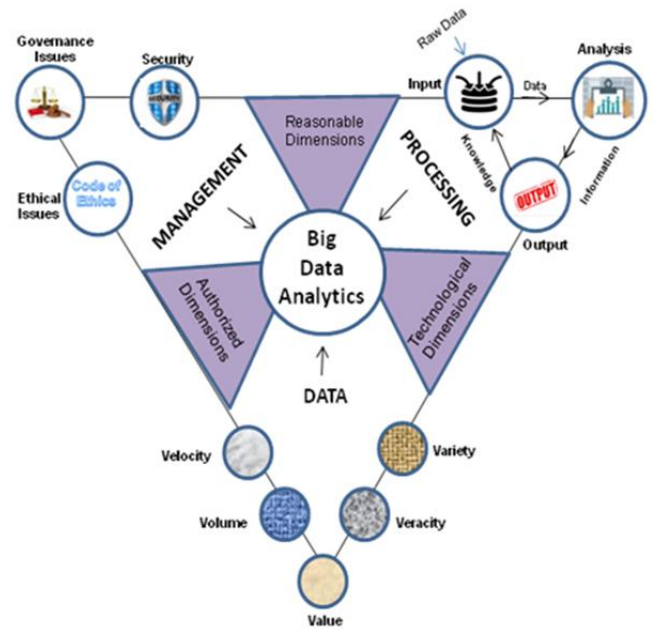 Governance
Issues
Security
SECURITY
Ethical
Issues
Code of
Ethics
MANAGEMENT
Reasonable
Dimensions
Raw Data
Input
Data
Analysis
Knowledge
Information
OUTPUT
Output
PROCESSING
Big
Data
Analytics
Authorized
Dimensions
Technological
Dimensions
DATA
Velocity
Variety
Volume
Veracity
Value